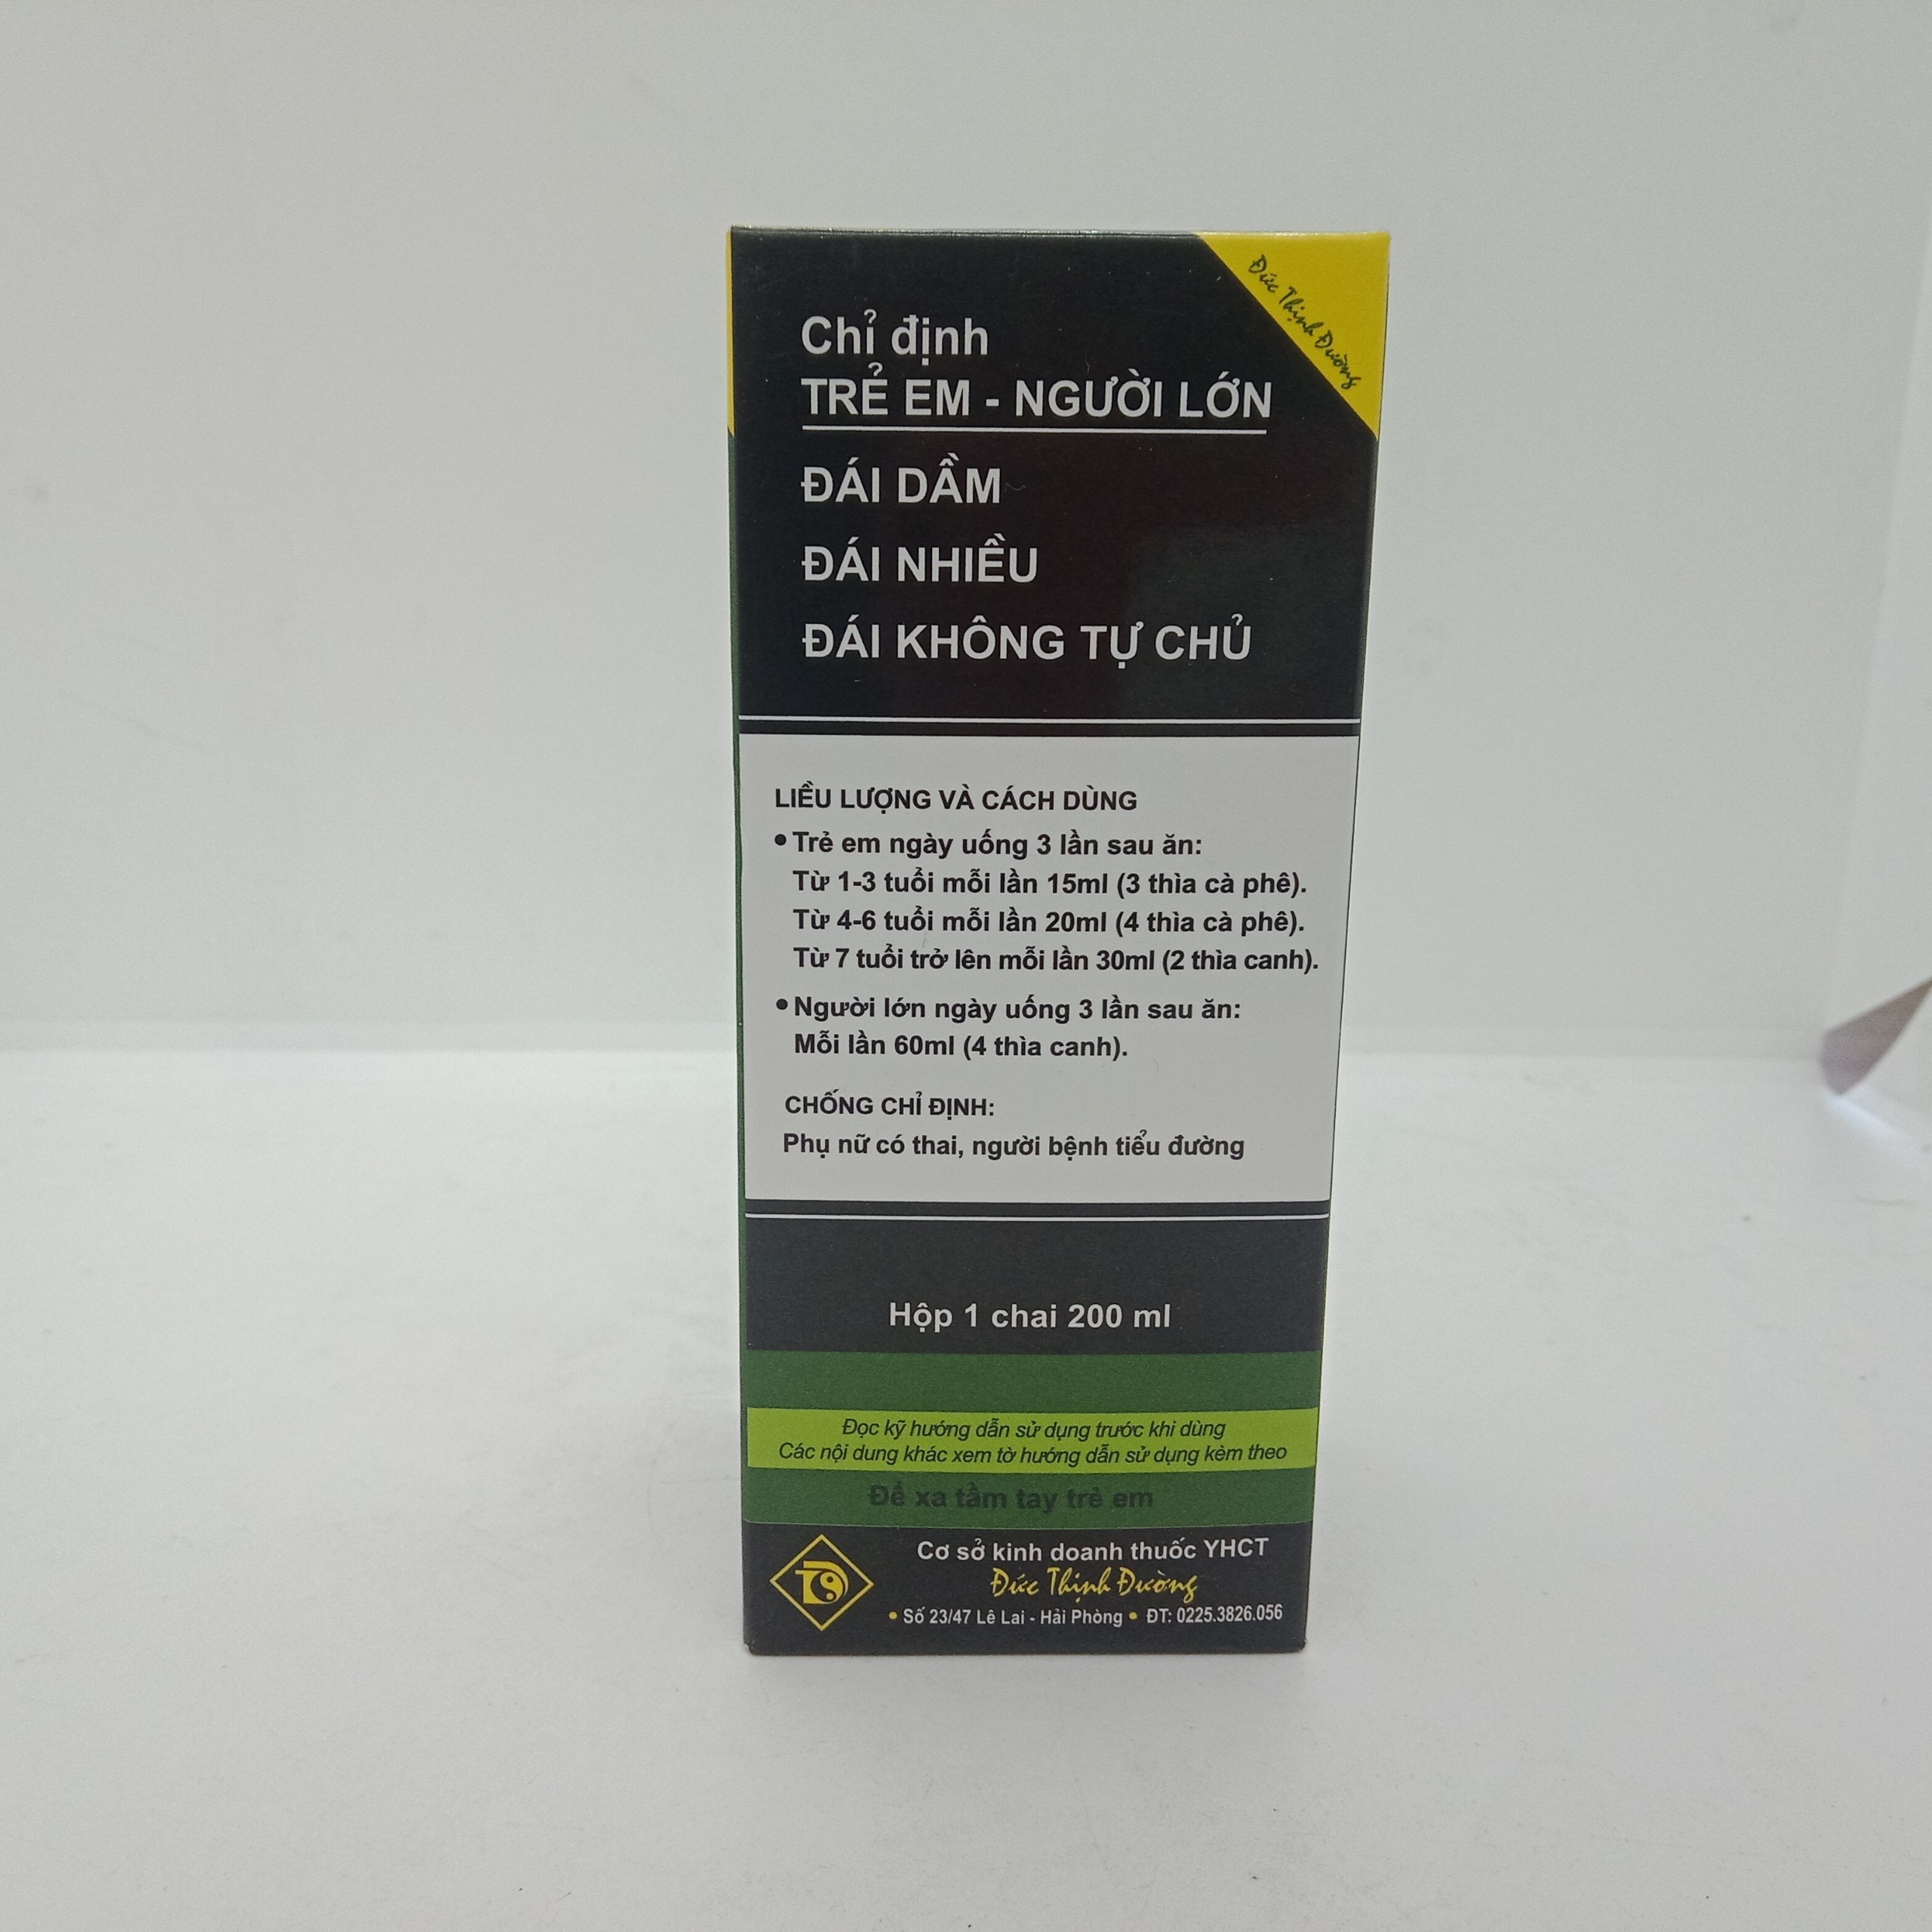 Đức Thịnh Đường
Chỉ định
TRẺ EM - NGƯỜI LỚN
ĐÁI DẦM
ĐÁI NHIỀU
ĐÁI KHÔNG TỰ CHỦ
LIỀU LƯỢNG VÀ CÁCH DÙNG
• Trẻ em ngày uống 3 lần sau ăn:
Từ 1-3 tuổi mỗi lần 15ml (3 thìa cà phê).
Từ 4-6 tuổi mỗi lần 20ml (4 thìa cà phê).
Từ 7 tuổi trở lên mỗi lần 30ml (2 thìa canh).
• Người lớn ngày uống 3 lần sau ăn:
Mỗi lần 60ml (4 thìa canh).
CHỐNG CHỈ ĐỊNH:
Phụ nữ có thai, người bệnh tiểu đường
Hộp 1 chai 200 ml
Đọc kỹ hướng dẫn sử dụng trước khi dùng
Các nội dung khác xem tờ hướng dẫn sử dụng kèm theo
Để xa tầm tay trẻ em
Cơ sở kinh doanh thuốc YHCT
Đức Thịnh Đường
• Số 23/47 Lê Lai - Hải Phòng • ĐT: 0225.3826.056